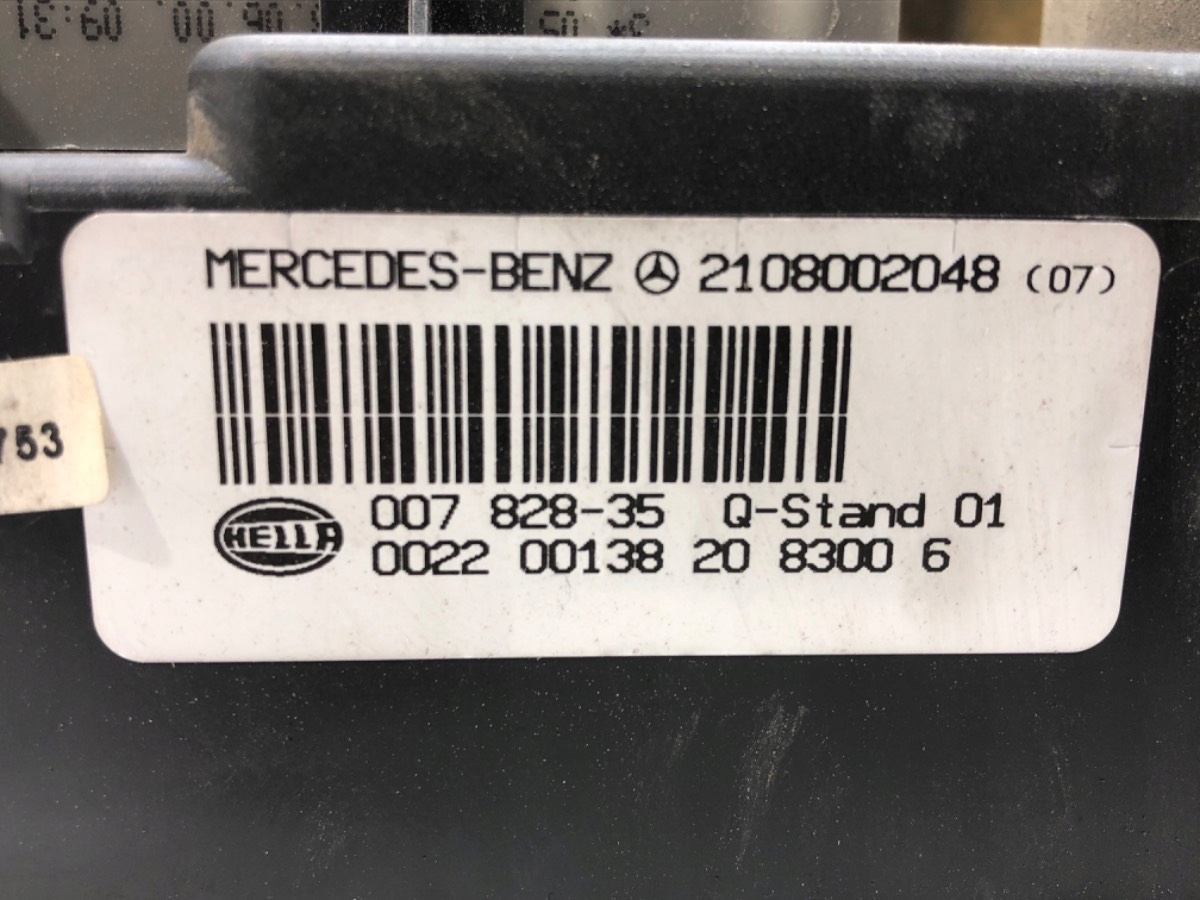 MERCEDES-BENZ 2108002048 (07)
753
HELLA
007 828-35 Q-Stand 01
0022 00138 20 8300 6